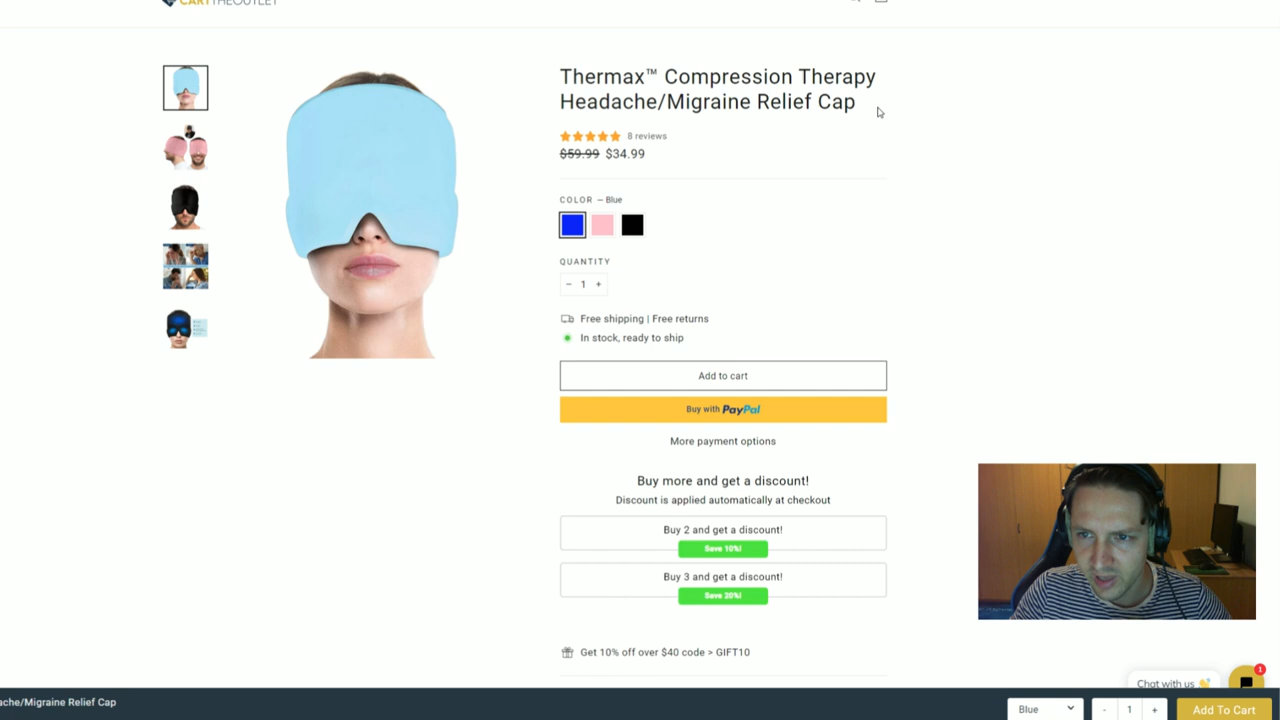 CARTTHEOUTLET
Thermax™ Compression Therapy
Headache/Migraine Relief Cap
8 reviews
$59.99 $34.99
COLOR — Blue
QUANTITY
− 1 +
Free shipping | Free returns
In stock, ready to ship
Add to cart
Buy with PayPal
More payment options
Buy more and get a discount!
Discount is applied automatically at checkout
Buy 2 and get a discount!
Save 10%!
Buy 3 and get a discount!
Save 20%!
Get 10% off over $40 code > GIFT10
Chat with us 👋
1
ache/Migraine Relief Cap
Blue
- 1 +
Add To Cart